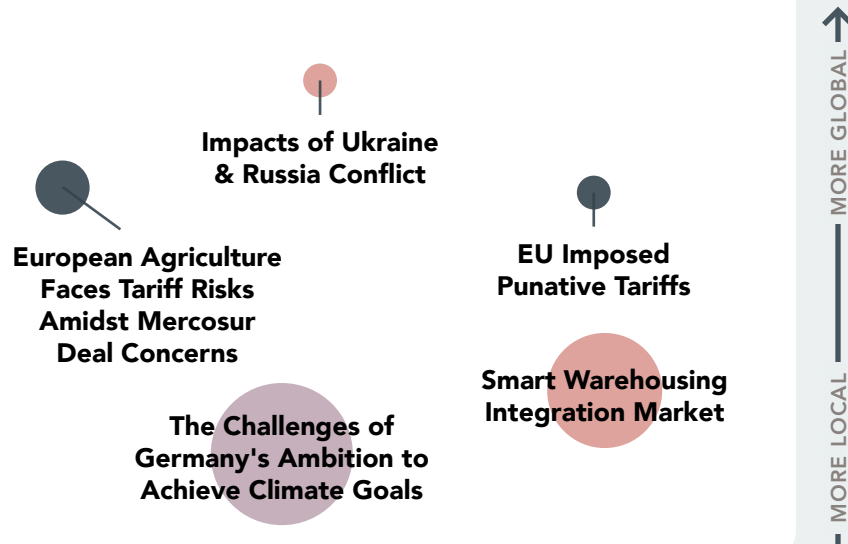 Impacts of Ukraine
& Russia Conflict
European Agriculture
Faces Tariff Risks
Amidst Mercosur
Deal Concerns
EU Imposed
Punative Tariffs
Smart Warehousing
Integration Market
The Challenges of
Germany's Ambition to
Achieve Climate Goals
MORE GLOBAL
MORE LOCAL